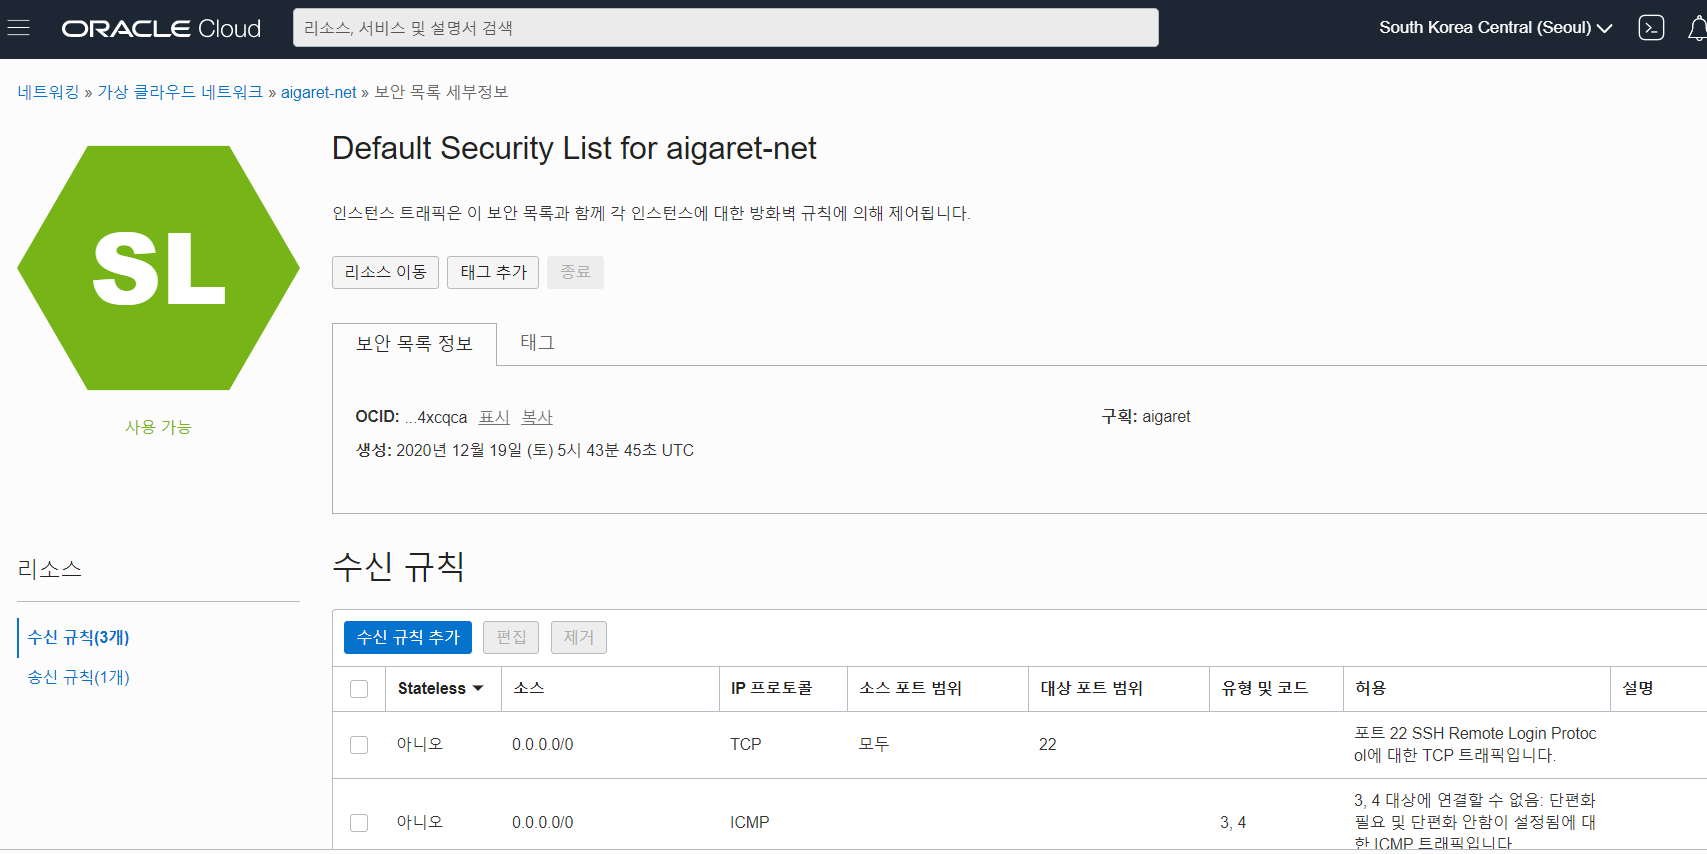 ORACLE Cloud
리소스, 서비스 및 설명서 검색
South Korea Central (Seoul)
네트워킹 » 가상 클라우드 네트워크 » aigaret-net » 보안 목록 세부정보
SL
사용 가능
Default Security List for aigaret-net
인스턴스 트래픽은 이 보안 목록과 함께 각 인스턴스에 대한 방화벽 규칙에 의해 제어됩니다.
리소스 이동 태그 추가 종료
보안 목록 정보 태그
OCID: ...4xcqca 표시 복사
구획: aigaret
생성: 2020년 12월 19일 (토) 5시 43분 45초 UTC
리소스
수신 규칙(3개)
송신 규칙(1개)
수신 규칙
수신 규칙 추가 편집 제거
Stateless 소스 IP 프로토콜 소스 포트 범위 대상 포트 범위 유형 및 코드 허용 설명
아니오 0.0.0.0/0 TCP 모두 22 포트 22 SSH Remote Login Protoc
ol에 대한 TCP 트래픽입니다.
아니오 0.0.0.0/0 ICMP 3, 4 3, 4 대상에 연결할 수 없음: 단편화
필요 및 단편화 안함이 설정됨에 대
한 ICMP 트래픽입니다